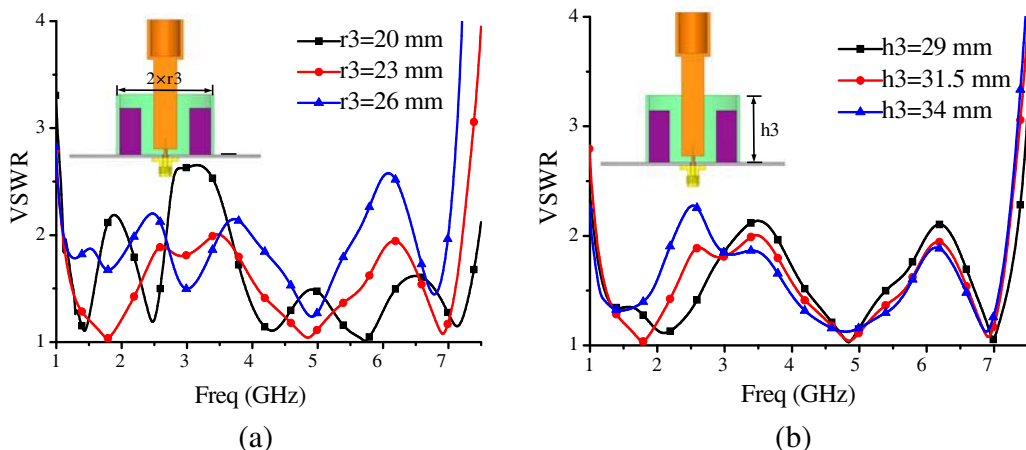 4
3
2
1
VSWR
r3=20 mm
r3=23 mm
r3=26 mm
2×r3
1 2 3 4 5 6 7
Freq (GHz)
(a)
4
3
2
1
VSWR
h3=29 mm
h3=31.5 mm
h3=34 mm
h3
1 2 3 4 5 6 7
Freq (GHz)
(b)